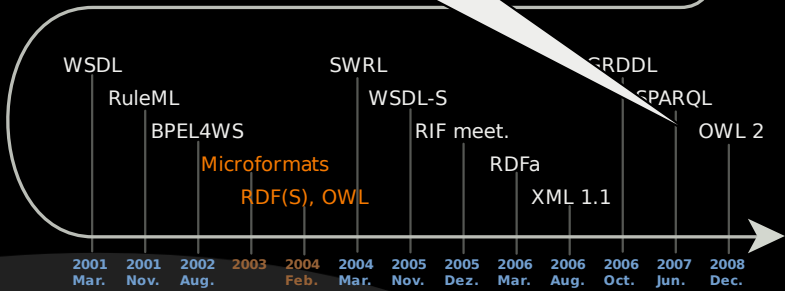 WSDL
SWRL
GRDDL
RuleML
WSDL-S
SPARQL
BPEL4WS
RIF meet.
OWL 2
Microformats
RDFa
RDF(S), OWL
XML 1.1
2001 2001 2002 2003 2004 2004 2005 2005 2006 2006 2006 2007 2008
Mar. Nov. Aug. Feb. Mar. Nov. Dez. Mar. Aug. Oct. Jun. Dec.